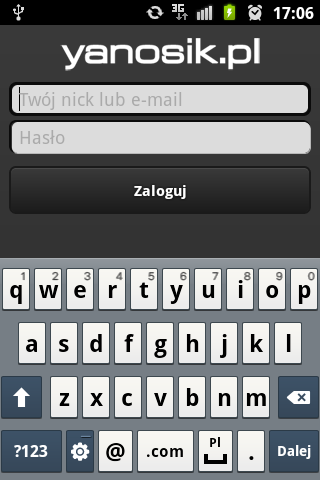 3G 17:06
yanosik.pl
Twój nick lub e-mail
Hasło
Zaloguj
1 2 3 4 5 6 7 8 9 0
q w e r t y u i o p
a s d f g h j k l
z x c v b n m
?123 @ .com Pl . Dalej